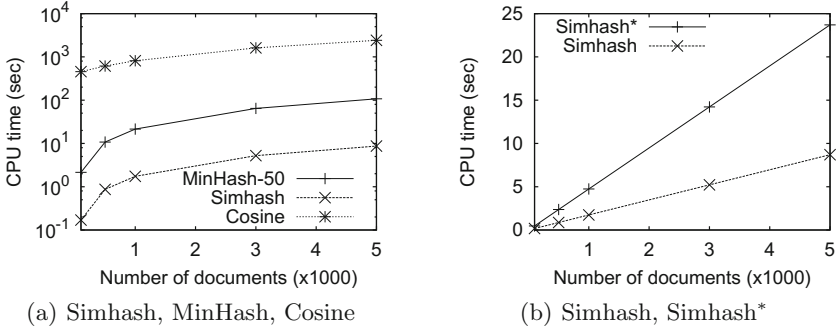 CPU time (sec)
10^4
10^3
10^2
10^1
10^0
10^-1
MinHash-50
Simhash
Cosine
1 2 3 4 5
Number of documents (x1000)
(a) Simhash, MinHash, Cosine
CPU time (sec)
25
20
15
10
5
0
Simhash*
Simhash
1 2 3 4 5
Number of documents (x1000)
(b) Simhash, Simhash*